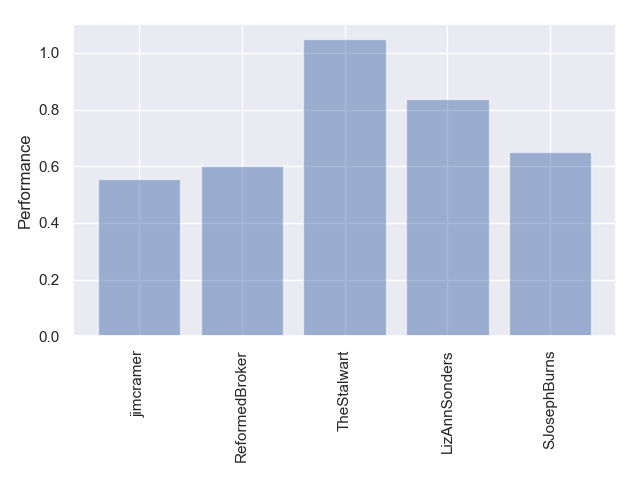 1.0
0.8
0.6
0.4
0.2
0.0
Performance
jimcramer
ReformedBroker
TheStalwart
LizAnnSonders
SJosephBurns